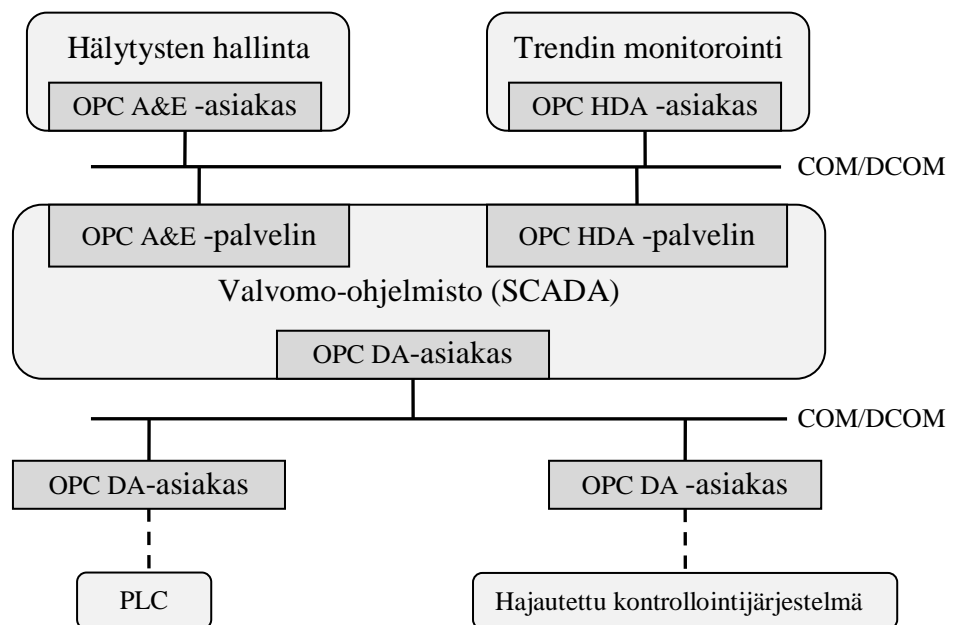 Hälytysten hallinta
OPC A&E -asiakas
Trendin monitorointi
OPC HDA -asiakas
COM/DCOM
OPC A&E -palvelin
OPC HDA -palvelin
Valvomo-ohjelmisto (SCADA)
OPC DA-asiakas
COM/DCOM
OPC DA-asiakas
OPC DA -asiakas
PLC
Hajautettu kontrollointijärjestelmä